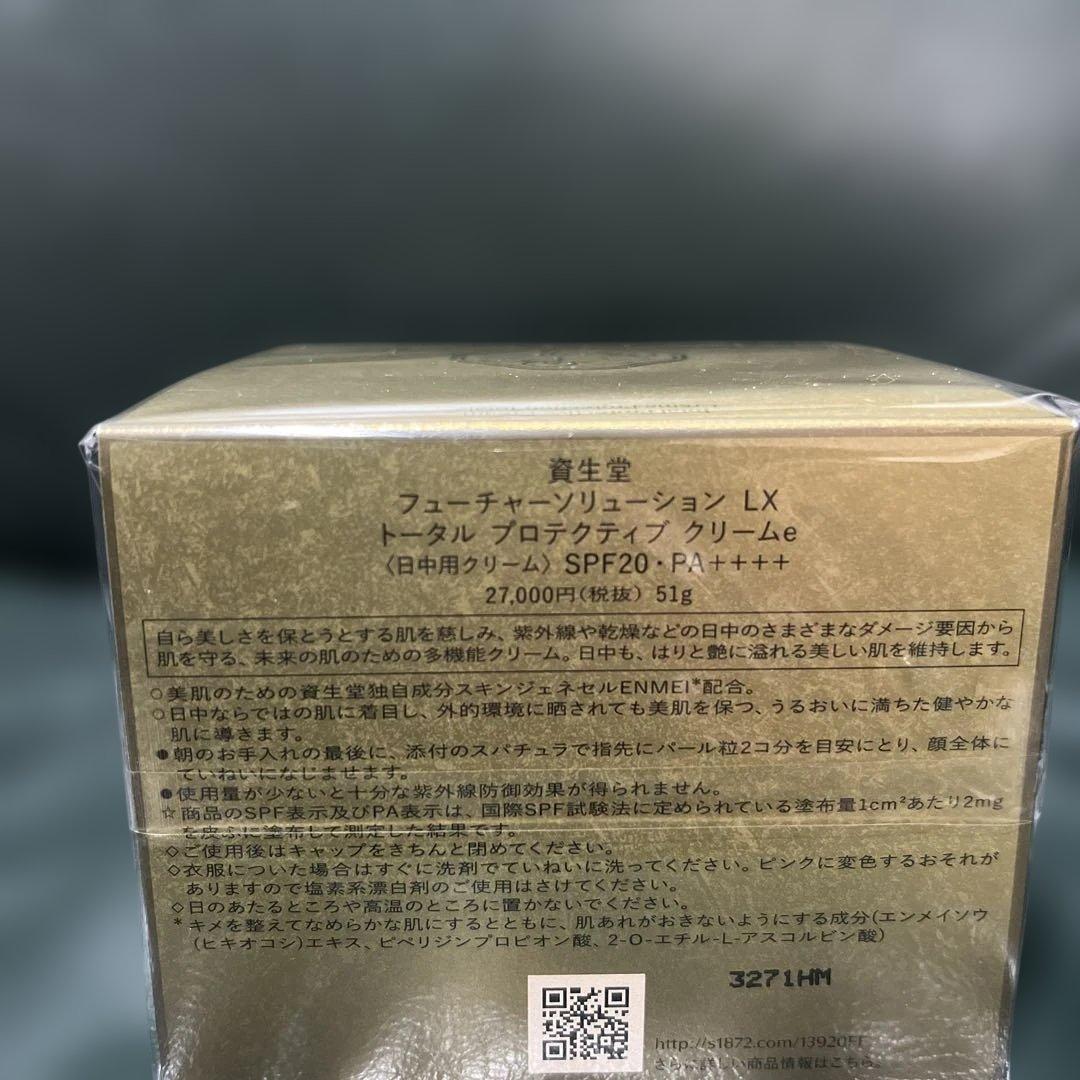 資生堂
フューチャーソリューション LX
トータル プロテクティブ クリームe
〈日中用クリーム〉SPF20・PA++++
27,000円(税抜) 51g
自ら美しさを保とうとする肌を慈しみ、紫外線や乾燥などの日中のさまざまなダメージ要因から
肌を守る、未来の肌のための多機能クリーム。日中も、はりと艶に溢れる美しい肌を維持します。
○美肌のための資生堂独自成分スキンジェネセルENMEI*配合。
○日中ならではの肌に着目し、外的環境に晒されても美肌を保つ、うるおいに満ちた健やかな
肌に導きます。
●朝のお手入れの最後に、添付のスパチュラで指先にパール粒2コ分を目安にとり、顔全体に
ていねいになじませます。
●使用量が少ないと十分な紫外線防御効果が得られません。
☆商品のSPF表示及びPA表示は、国際SPF試験法に定められている塗布量1cm²あたり2mg
を皮ふに塗布して測定した結果です。
◇ご使用後はキャップをきちんと閉めてください。
◇衣服についた場合はすぐに洗剤でていねいに洗ってください。ピンクに変色するおそれが
ありますので塩素系漂白剤のご使用はさけてください。
◇日のあたるところや高温のところに置かないでください。
*キメを整えてなめらかな肌にするとともに、肌あれがおきないようにする成分(エンメイソウ
(ヒキオコシ)エキス、ピペリジンプロピオン酸、2-O-エチル-L-アスコルビン酸)
3271HM
http://s1872.com/13920FF
さらに詳しい商品情報はこちら。